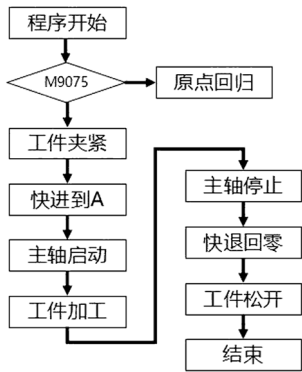 程序开始
M9075
原点回归
工件夹紧
快进到A
主轴启动
工件加工
主轴停止
快退回零
工件松开
结束